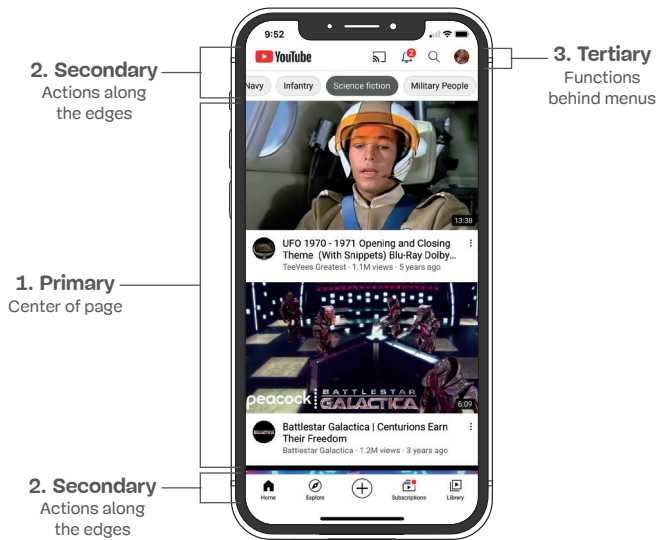 9:52
YouTube
2
2. Secondary
Actions along
the edges
3. Tertiary
Functions
behind menus
Navy
Infantry
Science fiction
Military People
13:38
UFO 1970 - 1971 Opening and Closing
Theme (With Snippets) Blu-Ray Dolby...
TeeVees Greatest · 1.1M views · 5 years ago
1. Primary
Center of page
peacock
BATTLESTAR
GALACTICA
6:09
Battlestar Galactica | Centurions Earn
Their Freedom
Battlestar Galactica · 1.2M views · 3 years ago
2. Secondary
Actions along
the edges
Home
Explore
Subscriptions
Library